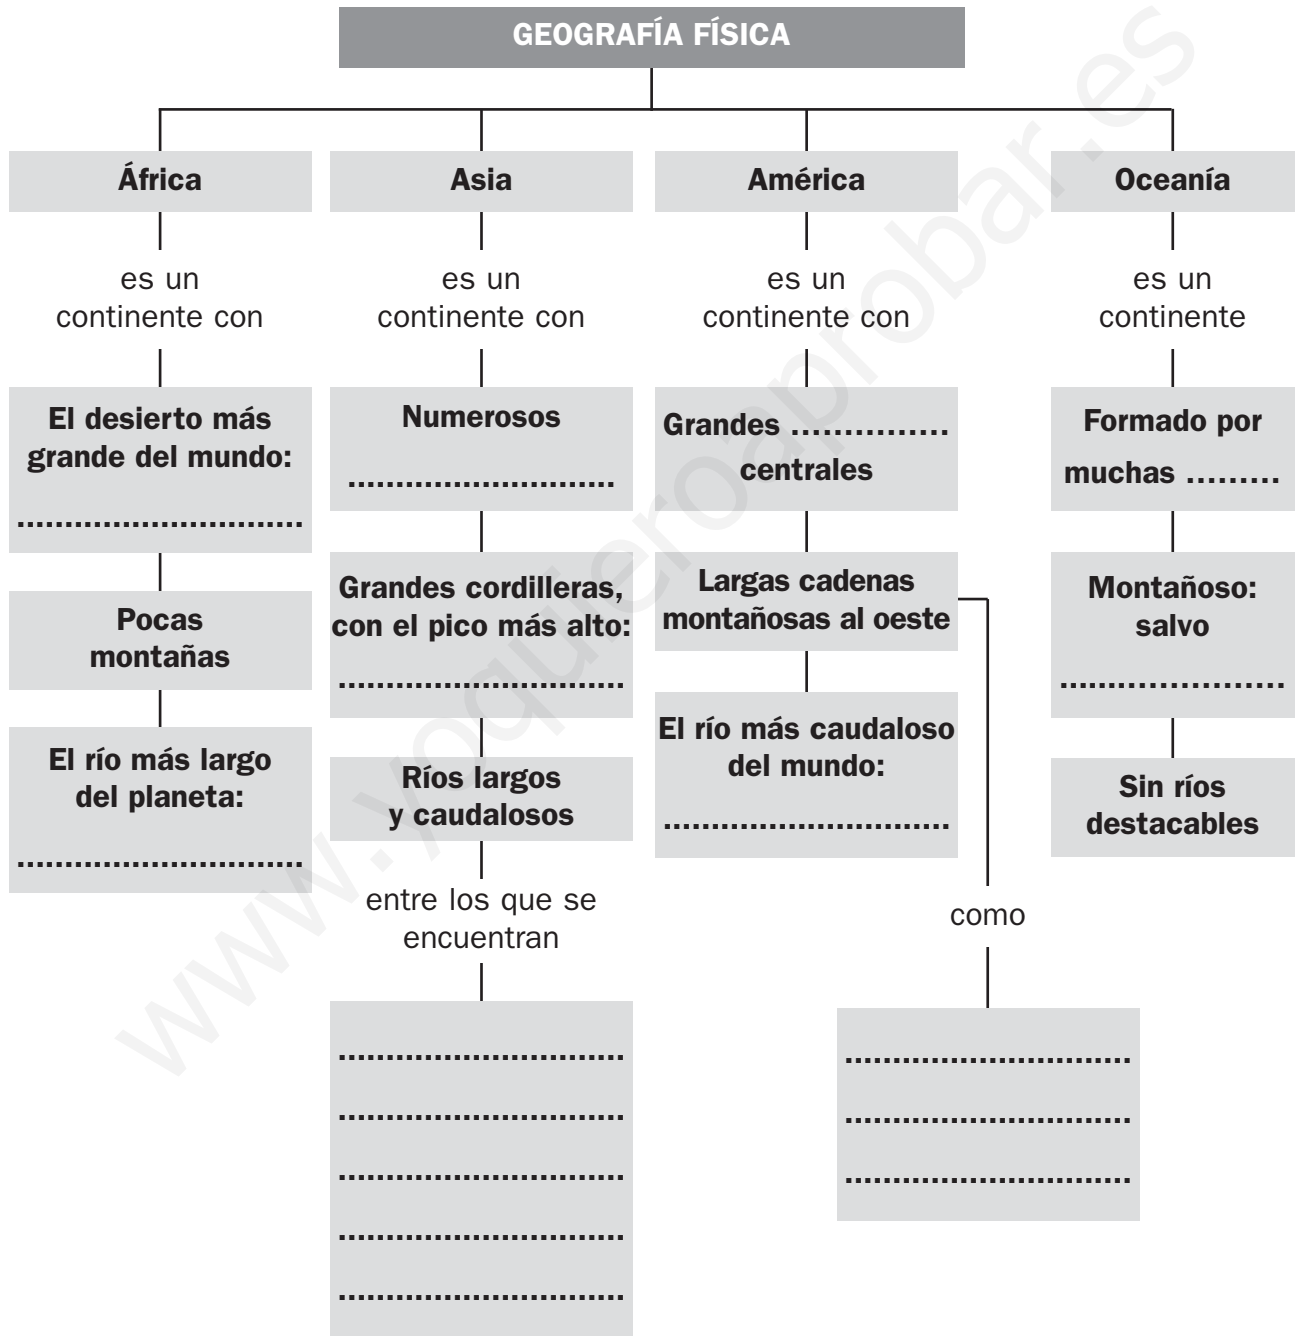 GEOGRAFÍA FÍSICA
África
es un
continente con
El desierto más
grande del mundo:
..............................
Pocas
montañas
El río más largo
del planeta:
..............................
Asia
es un
continente con
Numerosos
............................
Grandes cordilleras,
con el pico más alto:
..............................
Ríos largos
y caudalosos
entre los que se
encuentran
..............................
..............................
..............................
..............................
..............................
América
es un
continente con
Grandes ...............
centrales
Largas cadenas
montañosas al oeste
El río más caudaloso
del mundo:
..............................
como
..............................
..............................
..............................
Oceanía
es un
continente
Formado por
muchas .........
Montañoso:
salvo
......................
Sin ríos
destacables
www.yoquieroaprobar.es